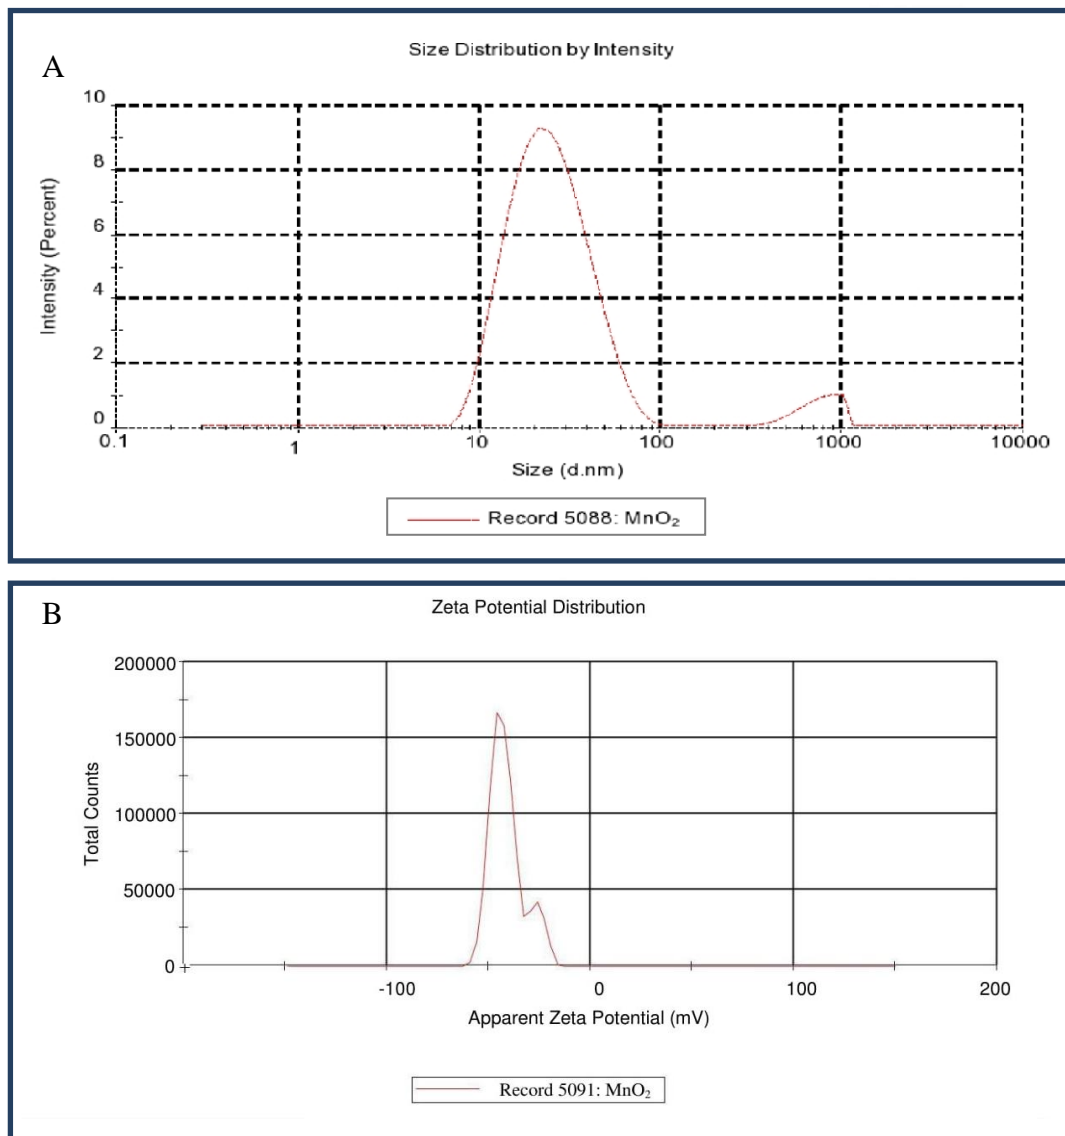 A
Size Distribution by Intensity
Intensity (Percent)
10
8
6
4
2
0
0.1
1
10
100
1000
10000
Size (d.nm)
Record 5088: MnO₂
B
Zeta Potential Distribution
Total Counts
200000
150000
100000
50000
0
-100
0
100
200
Apparent Zeta Potential (mV)
Record 5091: MnO₂